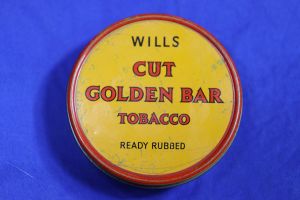 WILLS
CUT
GOLDEN BAR
TOBACCO
READY RUBBED